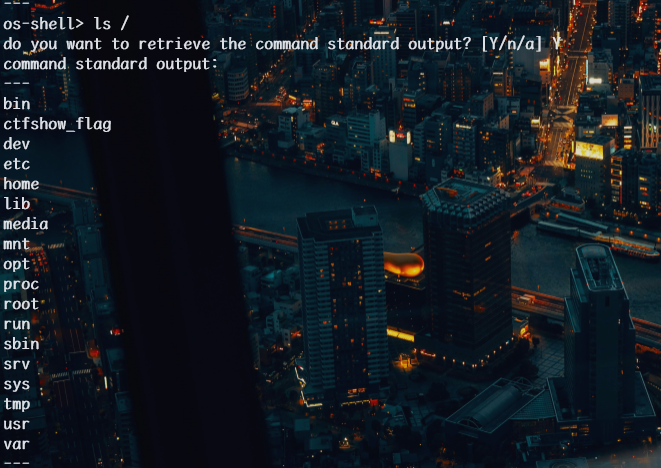 ---
os-shell> ls /
do you want to retrieve the command standard output? [Y/n/a] Y
command standard output:
---
bin
ctfshow_flag
dev
etc
home
lib
media
mnt
opt
proc
root
run
sbin
srv
sys
tmp
usr
var
---